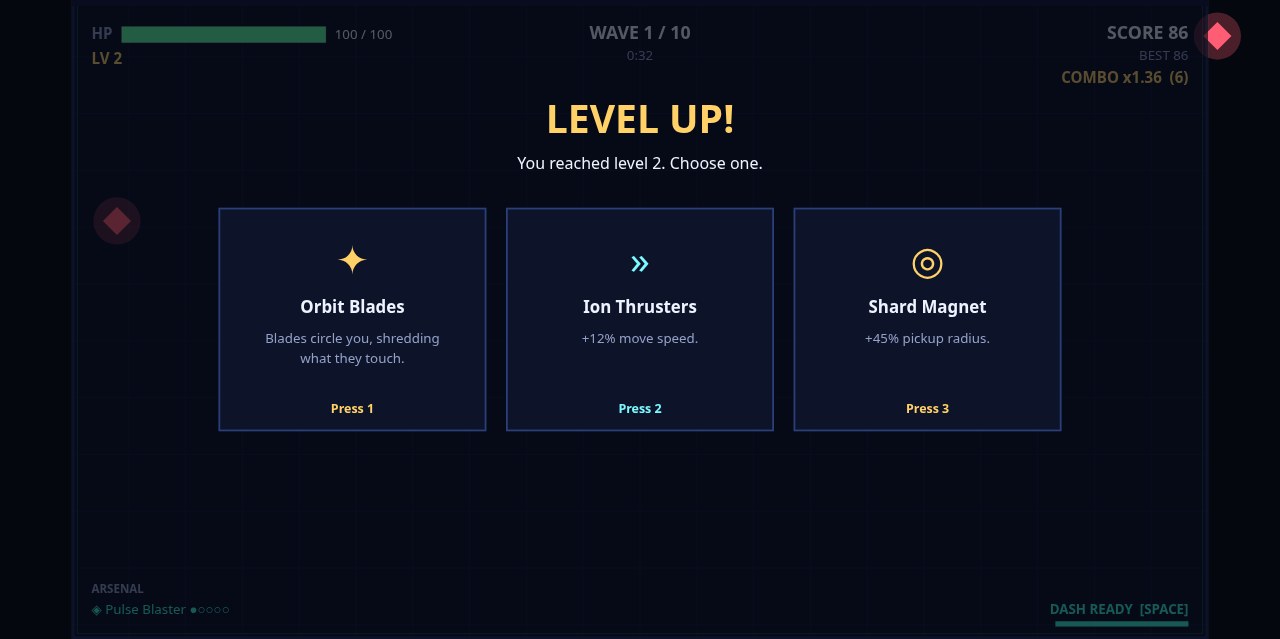 HP 100 / 100
LV 2
WAVE 1 / 10
0:32
SCORE 86
BEST 86
COMBO x1.36 (6)
LEVEL UP!
You reached level 2. Choose one.
Orbit Blades
Blades circle you, shredding
what they touch.
Press 1
Ion Thrusters
+12% move speed.
Press 2
Shard Magnet
+45% pickup radius.
Press 3
ARSENAL
◈ Pulse Blaster ●○○○○
DASH READY [SPACE]